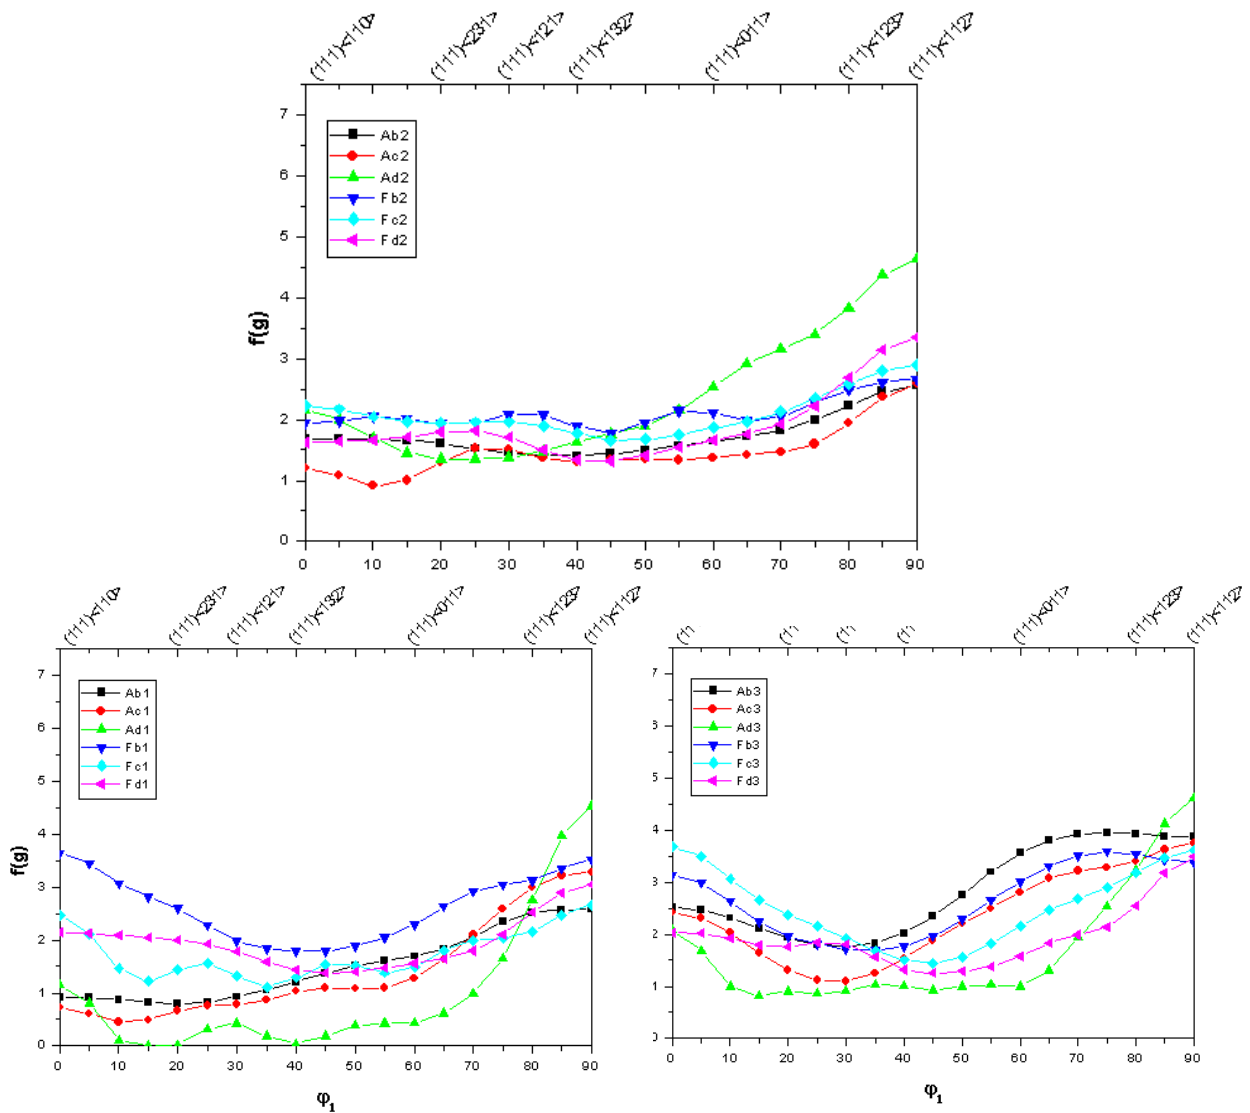 (111)<110> (111)<231> (111)<121> (111)<132> (111)<011> (111)<123> (111)<112>
7
6
5
4
3
2
1
0
f(g)
Ab2
Ac2
Ad2
Fb2
Fc2
Fd2
0 10 20 30 40 50 60 70 80 90
(111)<110> (111)<231> (111)<121> (111)<132> (111)<011> (111)<123> (111)<112>
7
6
5
4
3
2
1
0
f(g)
Ab1
Ac1
Ad1
Fb1
Fc1
Fd1
0 10 20 30 40 50 60 70 80 90
φ1
(111)<011> (111)<123> (111)<112>
7
6
5
4
3
2
1
0
Ab3
Ac3
Ad3
Fb3
Fc3
Fd3
0 10 20 30 40 50 60 70 80 90
φ1